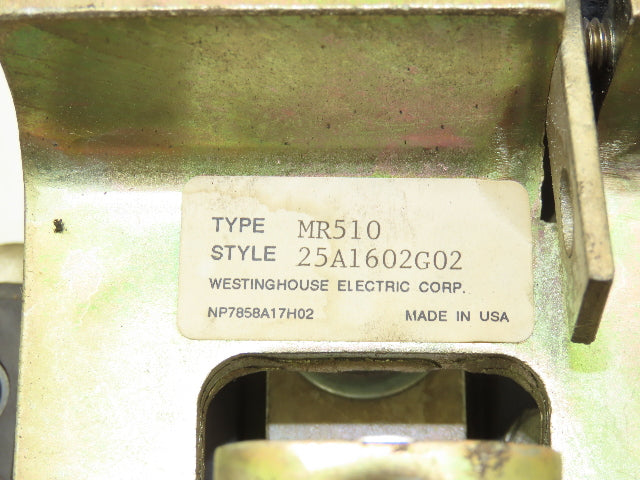 TYPE MR510
STYLE 25A1602G02
WESTINGHOUSE ELECTRIC CORP.
NP7858A17H02 MADE IN USA